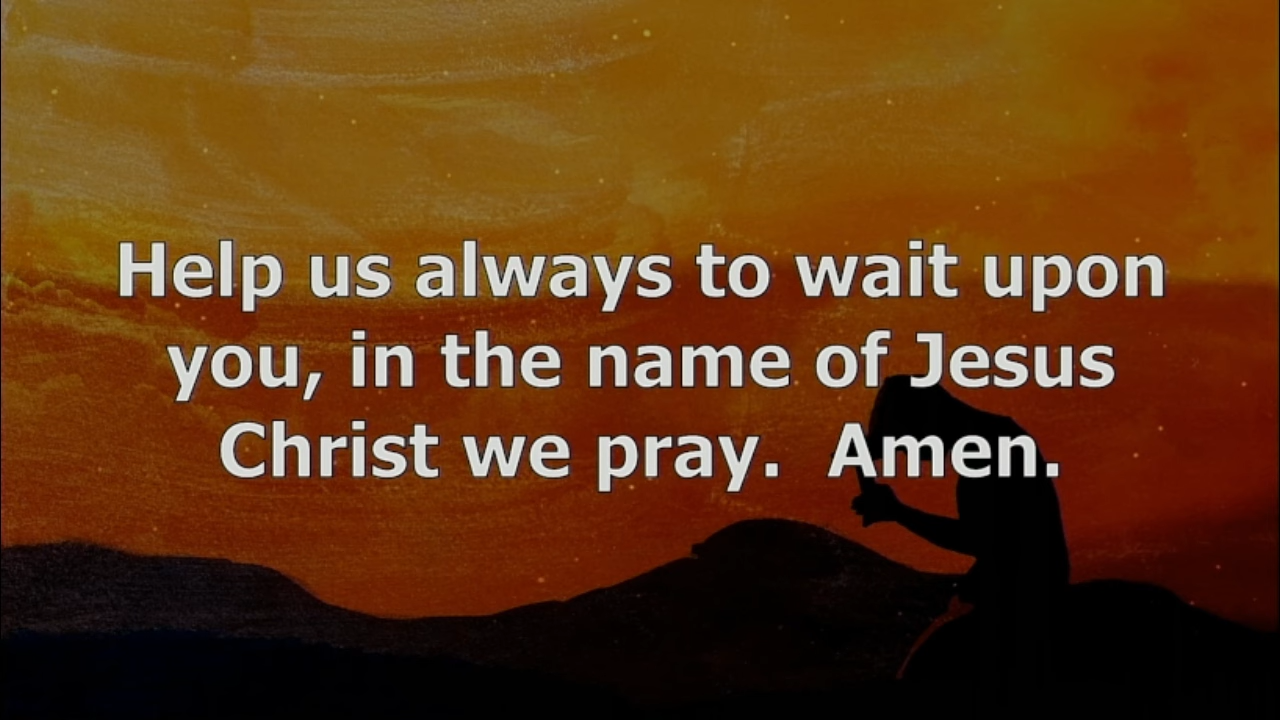 Help us always to wait upon
you, in the name of Jesus
Christ we pray.  Amen.